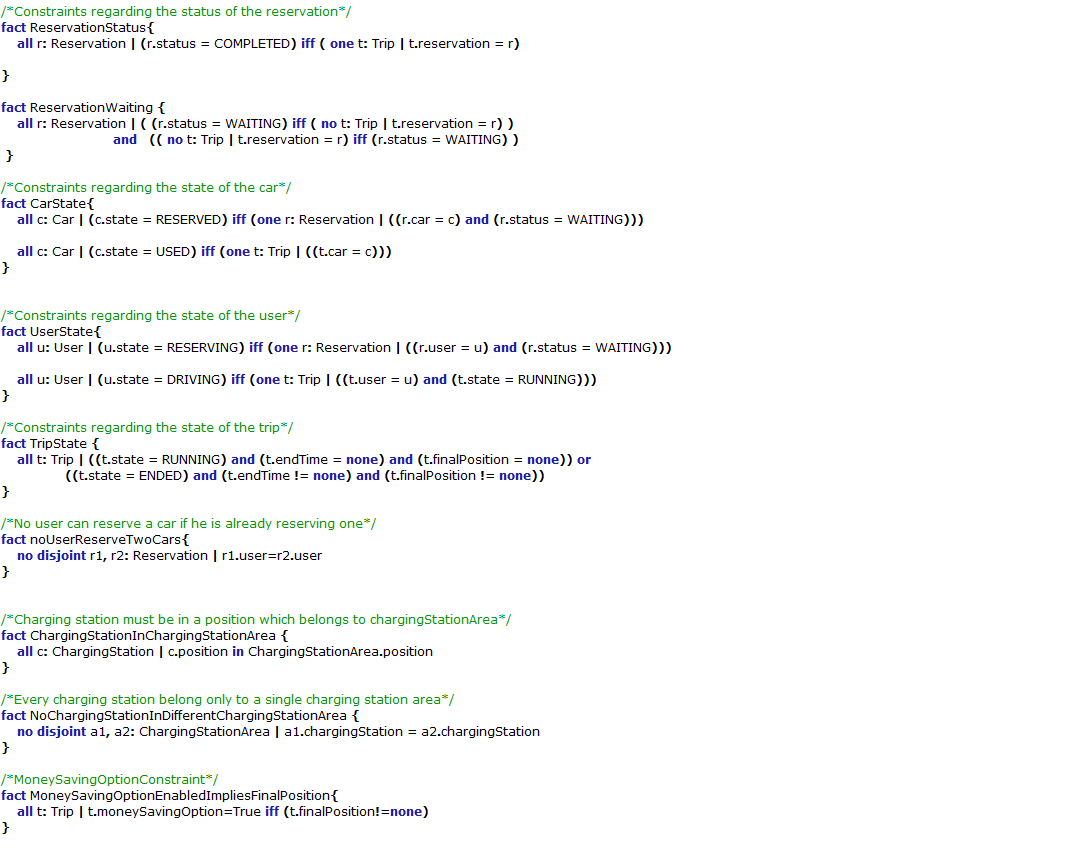 /*Constraints regarding the status of the reservation*/
fact ReservationStatus{
all r: Reservation | (r.status = COMPLETED) iff ( one t: Trip | t.reservation = r)
}
fact ReservationWaiting {
all r: Reservation | ( (r.status = WAITING) iff ( no t: Trip | t.reservation = r) )
and (( no t: Trip | t.reservation = r) iff (r.status = WAITING) )
}
/*Constraints regarding the state of the car*/
fact CarState{
all c: Car | (c.state = RESERVED) iff (one r: Reservation | ((r.car = c) and (r.status = WAITING)))
all c: Car | (c.state = USED) iff (one t: Trip | ((t.car = c)))
}
/*Constraints regarding the state of the user*/
fact UserState{
all u: User | (u.state = RESERVING) iff (one r: Reservation | ((r.user = u) and (r.status = WAITING)))
all u: User | (u.state = DRIVING) iff (one t: Trip | ((t.user = u) and (t.state = RUNNING)))
}
/*Constraints regarding the state of the trip*/
fact TripState {
all t: Trip | ((t.state = RUNNING) and (t.endTime = none) and (t.finalPosition = none)) or
((t.state = ENDED) and (t.endTime != none) and (t.finalPosition != none))
}
/*No user can reserve a car if he is already reserving one*/
fact noUserReserveTwoCars{
no disjoint r1, r2: Reservation | r1.user=r2.user
}
/*Charging station must be in a position which belongs to chargingStationArea*/
fact ChargingStationInChargingStationArea {
all c: ChargingStation | c.position in ChargingStationArea.position
}
/*Every charging station belong only to a single charging station area*/
fact NoChargingStationInDifferentChargingStationArea {
no disjoint a1, a2: ChargingStationArea | a1.chargingStation = a2.chargingStation
}
/*MoneySavingOptionConstraint*/
fact MoneySavingOptionEnabledImpliesFinalPosition{
all t: Trip | t.moneySavingOption=True iff (t.finalPosition!=none)
}